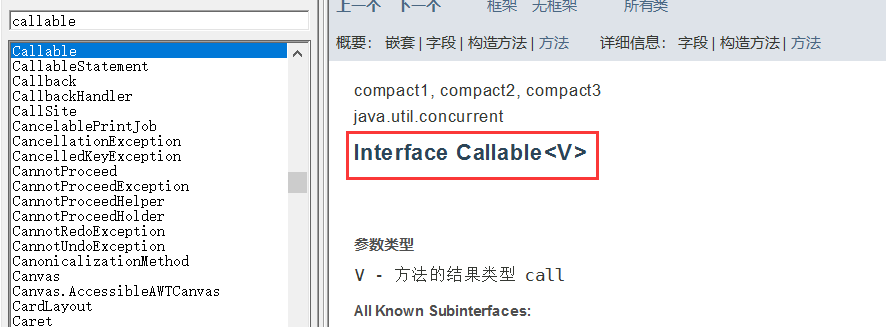 callable
Callable
CallableStatement
Callback
CallbackHandler
CallSite
CancelablePrintJob
CancellationException
CancelledKeyException
CannotProceed
CannotProceedException
CannotProceedHelper
CannotProceedHolder
CannotRedoException
CannotUndoException
CanonicalizationMethod
Canvas
Canvas.AccessibleAWTCanvas
CardLayout
Caret
上一个 下一个 框架 无框架 所有类
概要： 嵌套 | 字段 | 构造方法 | 方法 详细信息： 字段 | 构造方法 | 方法
compact1, compact2, compact3
java.util.concurrent
Interface Callable<V>
参数类型
V - 方法的结果类型 call
All Known Subinterfaces: